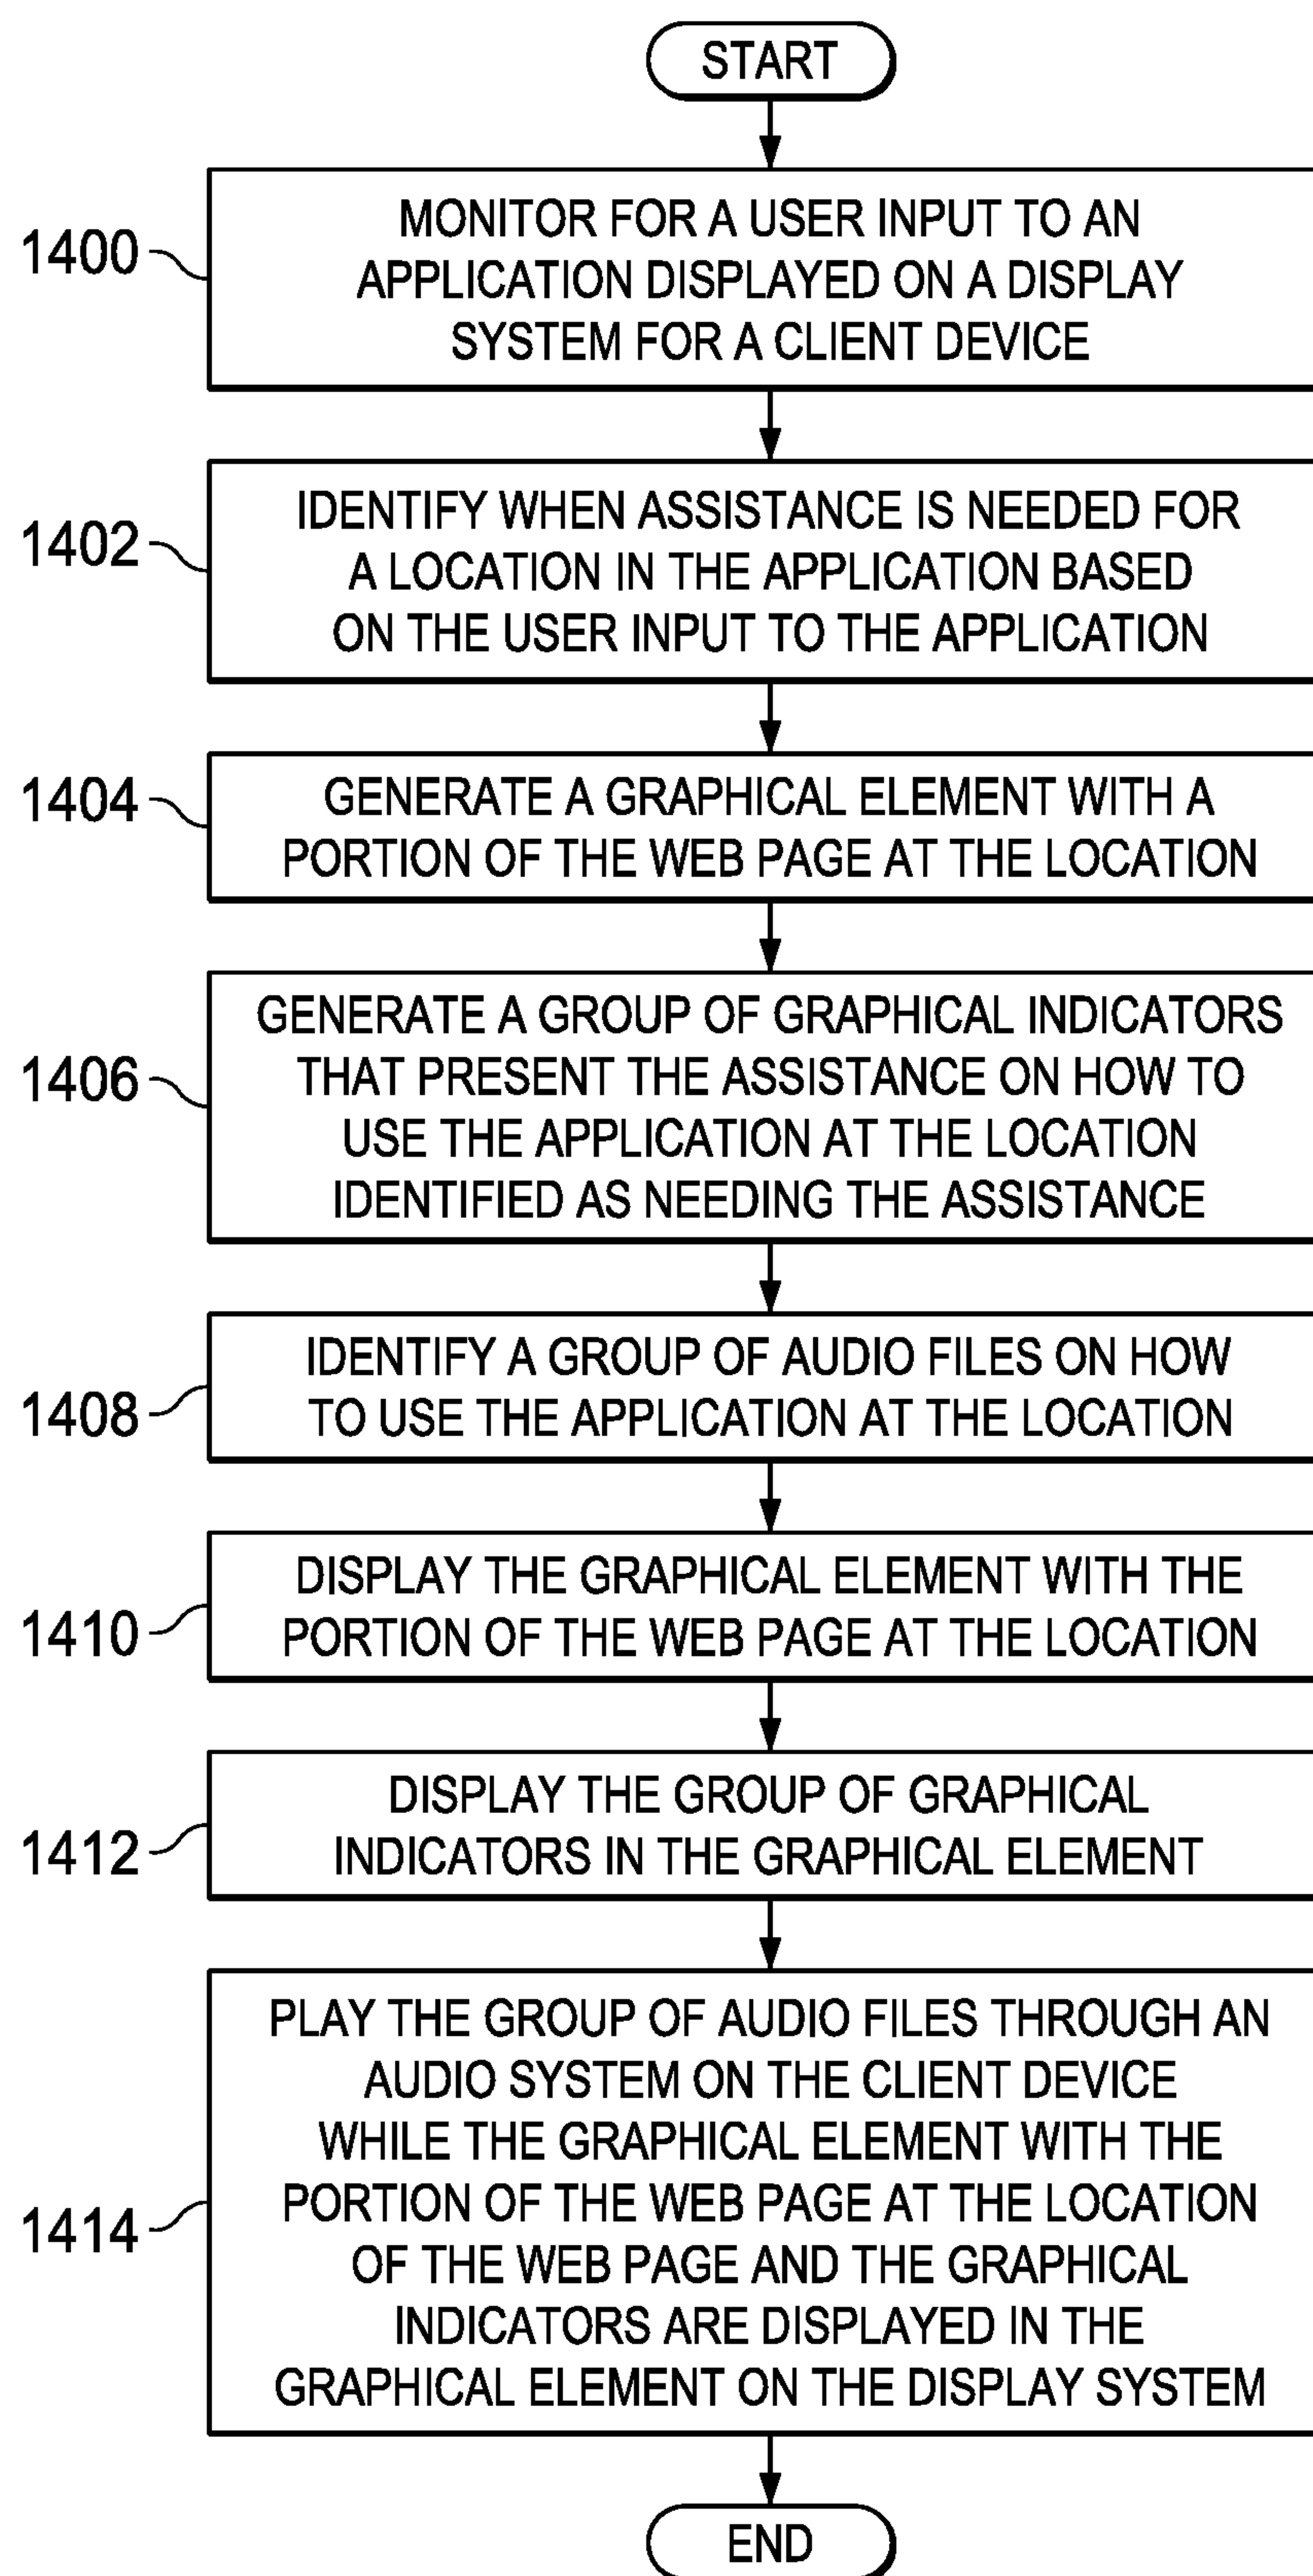 START
1400
MONITOR FOR A USER INPUT TO AN
APPLICATION DISPLAYED ON A DISPLAY
SYSTEM FOR A CLIENT DEVICE
1402
IDENTIFY WHEN ASSISTANCE IS NEEDED FOR
A LOCATION IN THE APPLICATION BASED
ON THE USER INPUT TO THE APPLICATION
1404
GENERATE A GRAPHICAL ELEMENT WITH A
PORTION OF THE WEB PAGE AT THE LOCATION
1406
GENERATE A GROUP OF GRAPHICAL INDICATORS
THAT PRESENT THE ASSISTANCE ON HOW TO
USE THE APPLICATION AT THE LOCATION
IDENTIFIED AS NEEDING THE ASSISTANCE
1408
IDENTIFY A GROUP OF AUDIO FILES ON HOW
TO USE THE APPLICATION AT THE LOCATION
1410
DISPLAY THE GRAPHICAL ELEMENT WITH THE
PORTION OF THE WEB PAGE AT THE LOCATION
1412
DISPLAY THE GROUP OF GRAPHICAL
INDICATORS IN THE GRAPHICAL ELEMENT
1414
PLAY THE GROUP OF AUDIO FILES THROUGH AN
AUDIO SYSTEM ON THE CLIENT DEVICE
WHILE THE GRAPHICAL ELEMENT WITH THE
PORTION OF THE WEB PAGE AT THE LOCATION
OF THE WEB PAGE AND THE GRAPHICAL
INDICATORS ARE DISPLAYED IN THE
GRAPHICAL ELEMENT ON THE DISPLAY SYSTEM
END